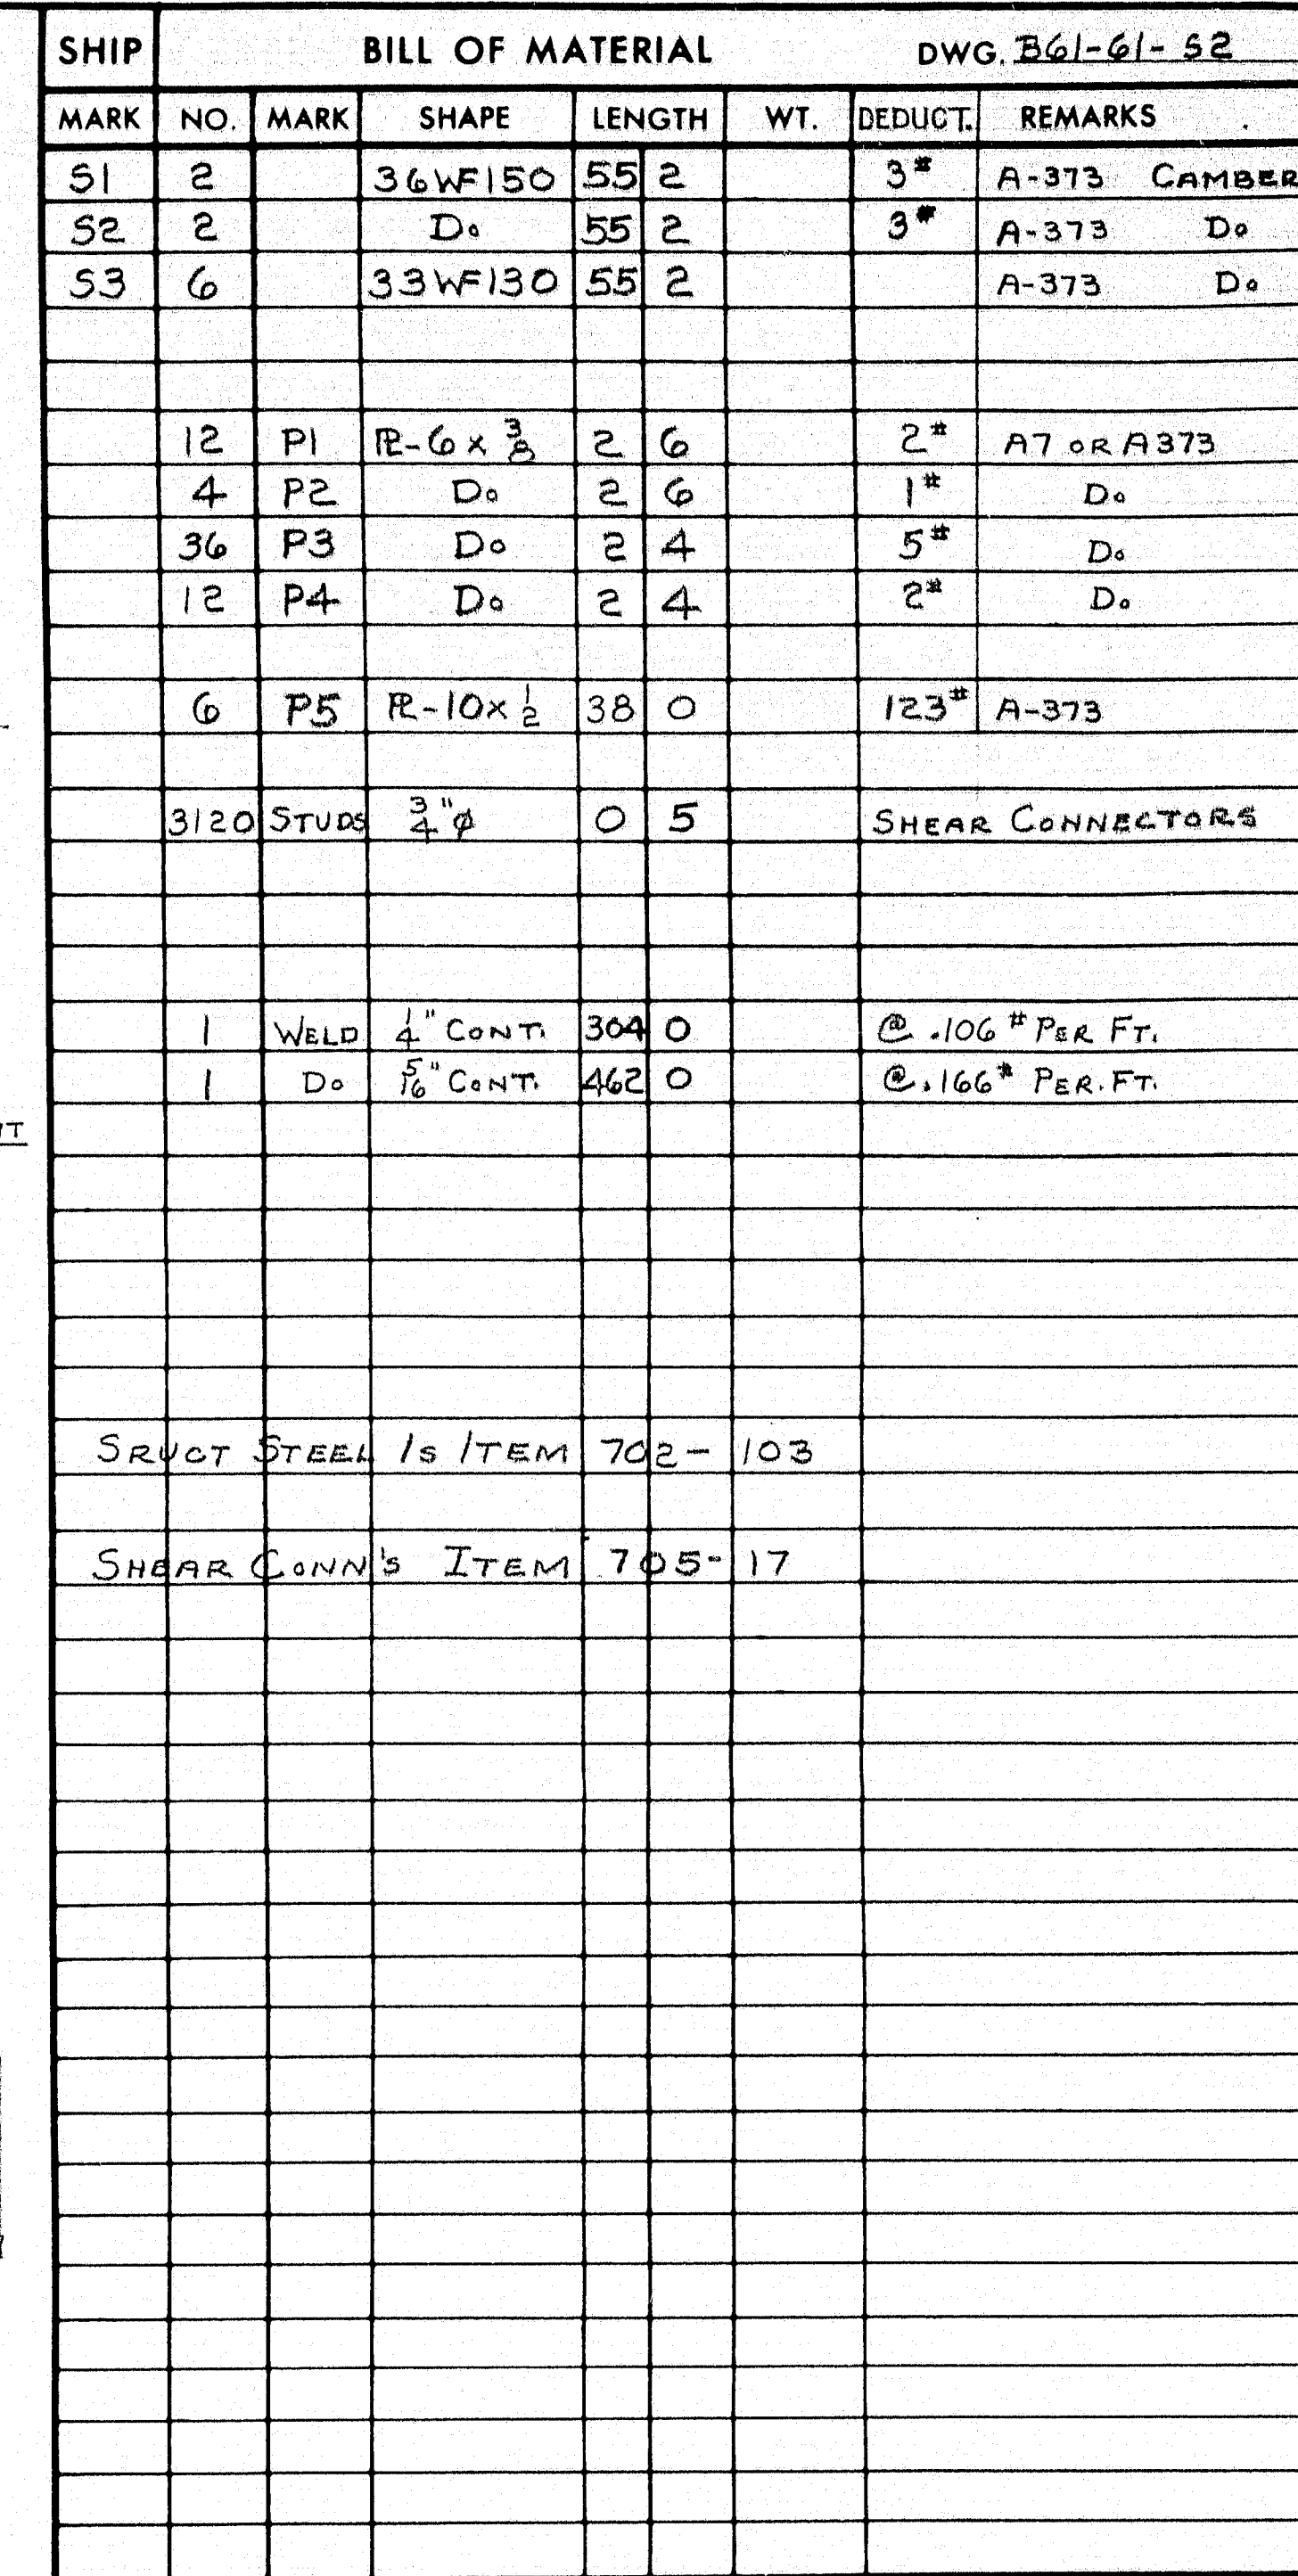 SHIP BILL OF MATERIAL DWG. B61-61-S2
MARK NO. MARK SHAPE LENGTH WT. DEDUCT. REMARKS
S1 2 36WF150 55 2 3# A-373 CAMBER
S2 2 Do 55 2 3# A-373 Do
S3 6 33WF130 55 2 A-373 Do
12 P1 PL-6 x 3/8 2 6 2# A7 OR A373
4 P2 Do 2 6 1# Do
36 P3 Do 2 4 5# Do
12 P4 Do 2 4 2# Do
6 P5 PL-10x 1/2 38 0 123# A-373
3120 STUDS 3/4"ø 0 5 SHEAR CONNECTORS
1 WELD 1/4" CONT. 304 0 @ .106 # PER FT.
1 Do 5/16" CONT. 462 0 @ .166# PER. FT.
SRUCT STEEL IS ITEM 702-103
SHEAR CONN'S ITEM 705-17